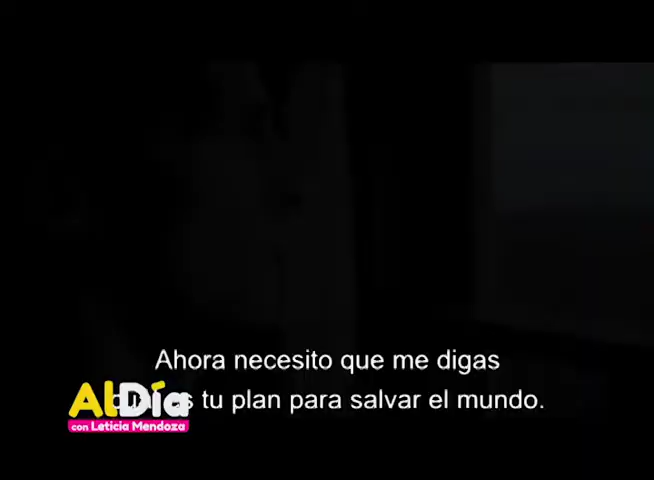 Ahora necesito que me digas
tu plan para salvar el mundo.
AlDía
con Leticia Mendoza